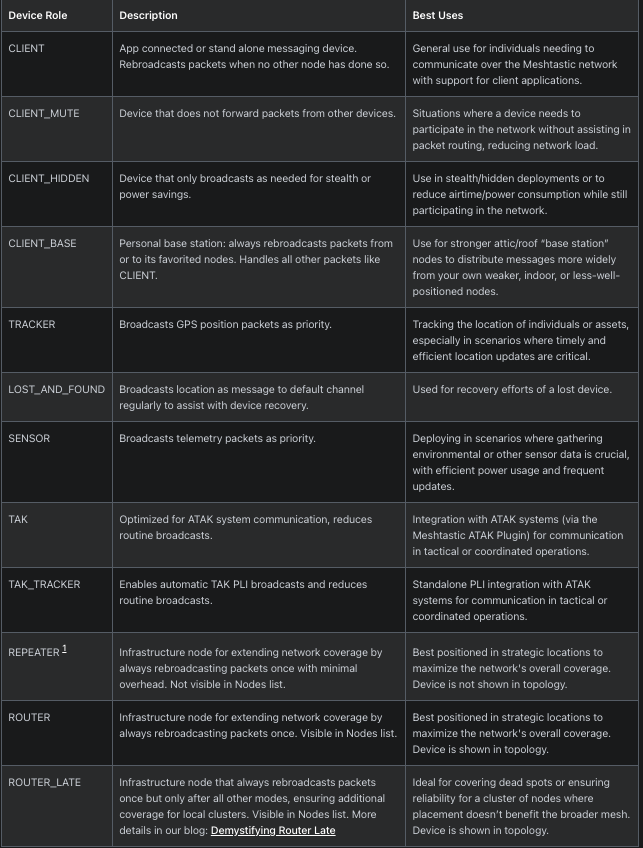 Device Role Description Best Uses
CLIENT
App connected or stand alone messaging device.
Rebroadcasts packets when no other node has done so.
General use for individuals needing to
communicate over the Meshtastic network
with support for client applications.
CLIENT_MUTE
Device that does not forward packets from other devices.
Situations where a device needs to
participate in the network without assisting in
packet routing, reducing network load.
CLIENT_HIDDEN
Device that only broadcasts as needed for stealth or
power savings.
Use in stealth/hidden deployments or to
reduce airtime/power consumption while still
participating in the network.
CLIENT_BASE
Personal base station: always rebroadcasts packets from
or to its favorited nodes. Handles all other packets like
CLIENT.
Use for stronger attic/roof “base station”
nodes to distribute messages more widely
from your own weaker, indoor, or less-well-
positioned nodes.
TRACKER
Broadcasts GPS position packets as priority.
Tracking the location of individuals or assets,
especially in scenarios where timely and
efficient location updates are critical.
LOST_AND_FOUND
Broadcasts location as message to default channel
regularly to assist with device recovery.
Used for recovery efforts of a lost device.
SENSOR
Broadcasts telemetry packets as priority.
Deploying in scenarios where gathering
environmental or other sensor data is crucial,
with efficient power usage and frequent
updates.
TAK
Optimized for ATAK system communication, reduces
routine broadcasts.
Integration with ATAK systems (via the
Meshtastic ATAK Plugin) for communication
in tactical or coordinated operations.
TAK_TRACKER
Enables automatic TAK PLI broadcasts and reduces
routine broadcasts.
Standalone PLI integration with ATAK
systems for communication in tactical or
coordinated operations.
REPEATER 1
Infrastructure node for extending network coverage by
always rebroadcasting packets once with minimal
overhead. Not visible in Nodes list.
Best positioned in strategic locations to
maximize the network's overall coverage.
Device is not shown in topology.
ROUTER
Infrastructure node for extending network coverage by
always rebroadcasting packets once. Visible in Nodes list.
Best positioned in strategic locations to
maximize the network's overall coverage.
Device is shown in topology.
ROUTER_LATE
Infrastructure node that always rebroadcasts packets
once but only after all other modes, ensuring additional
coverage for local clusters. Visible in Nodes list. More
details in our blog: Demystifying Router Late
Ideal for covering dead spots or ensuring
reliability for a cluster of nodes where
placement doesn’t benefit the broader mesh.
Device is shown in topology.